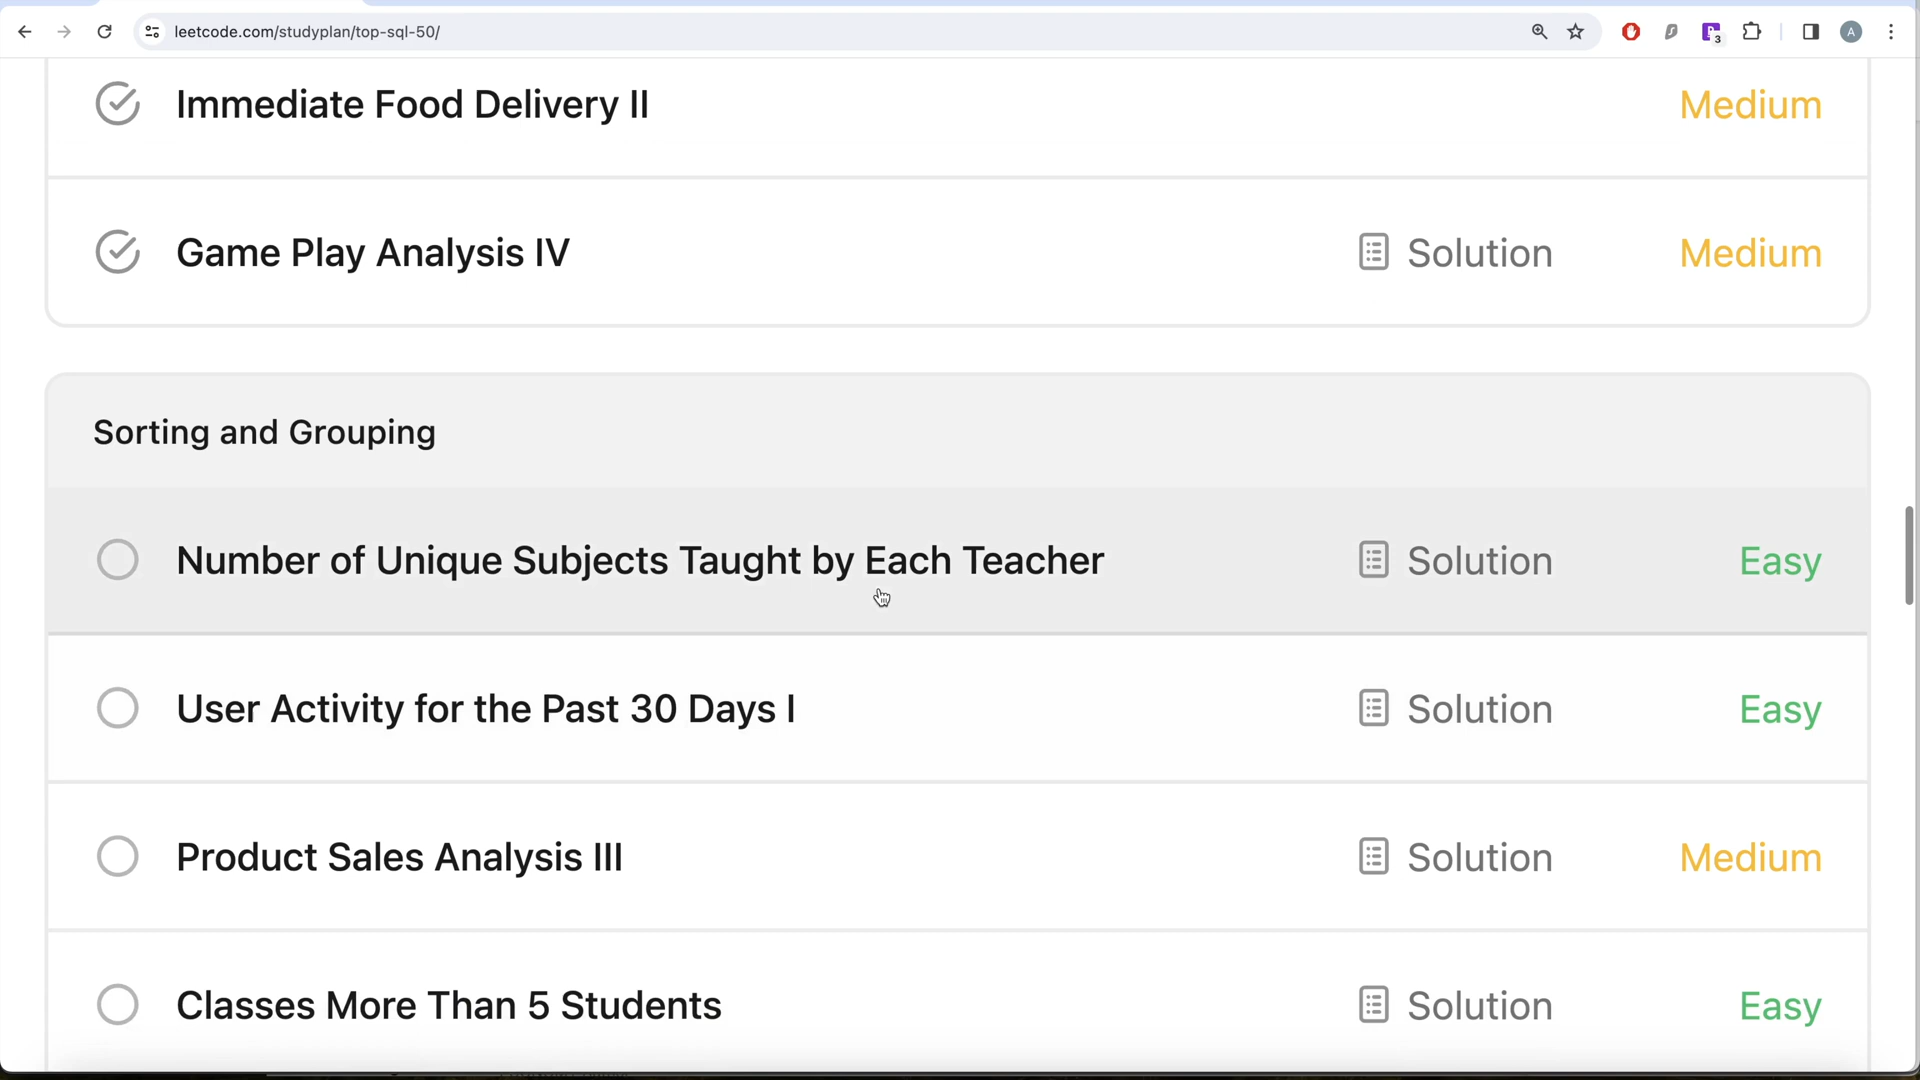 leetcode.com/studyplan/top-sql-50/
3
A
Immediate Food Delivery II Medium
Game Play Analysis IV Solution Medium
Sorting and Grouping
Number of Unique Subjects Taught by Each Teacher Solution Easy
User Activity for the Past 30 Days I Solution Easy
Product Sales Analysis III Solution Medium
Classes More Than 5 Students Solution Easy